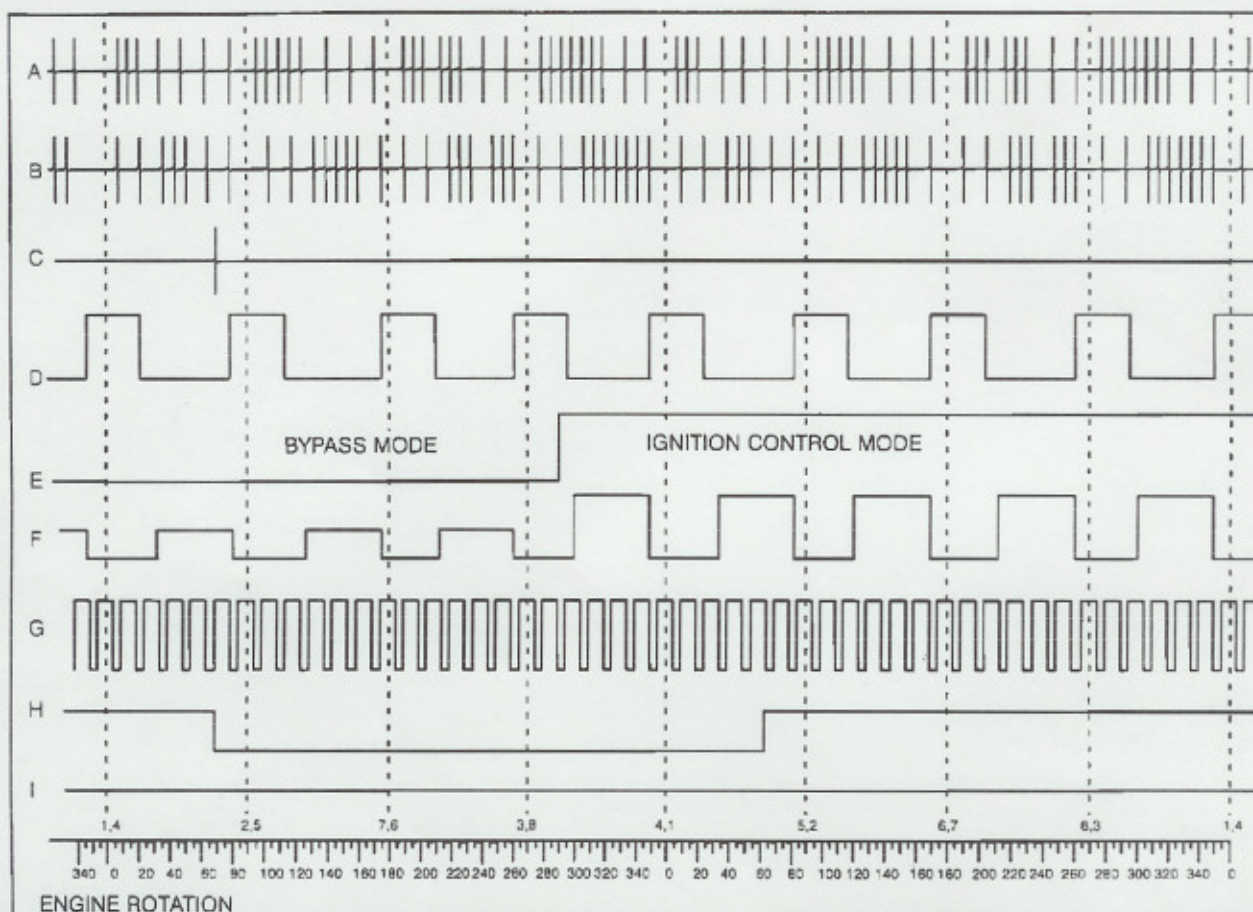 A
B
C
D
BYPASS MODE
IGNITION CONTROL MODE
E
F
G
H
I
1,4 2,5 7,6 3,8 4,1 5,2 6,7 8,3 1,4
340 0 20 40 60 80 100 120 140 160 180 200 220 240 260 280 300 320 340 0 20 40 60 80 100 120 140 160 180 200 220 240 260 280 300 320 340 0
ENGINE ROTATION